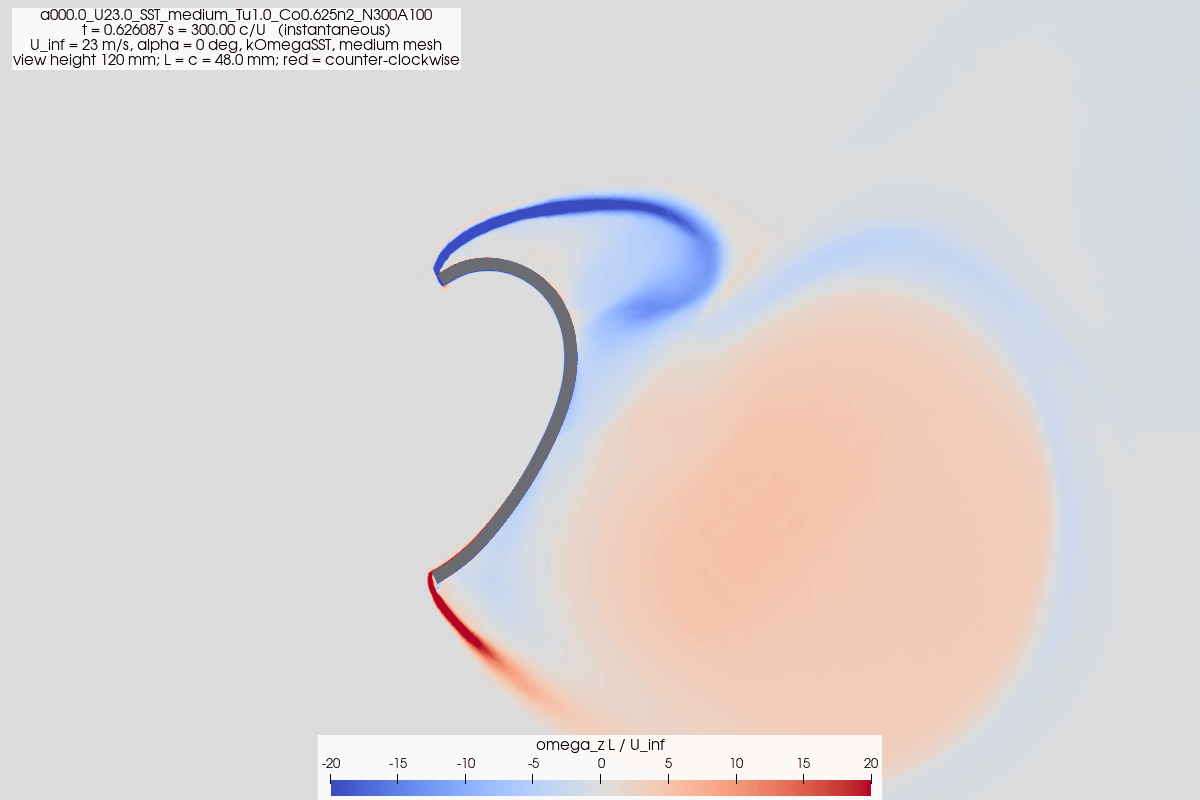 a000.0_U23.0_SST_medium_Tu1.0_Co0.625n2_N300A100
t = 0.626087 s = 300.00 c/U (instantaneous)
U_inf = 23 m/s, alpha = 0 deg, kOmegaSST, medium mesh
view height 120 mm; L = c = 48.0 mm; red = counter-clockwise
omega_z L / U_inf
-20 -15 -10 -5 0 5 10 15 20